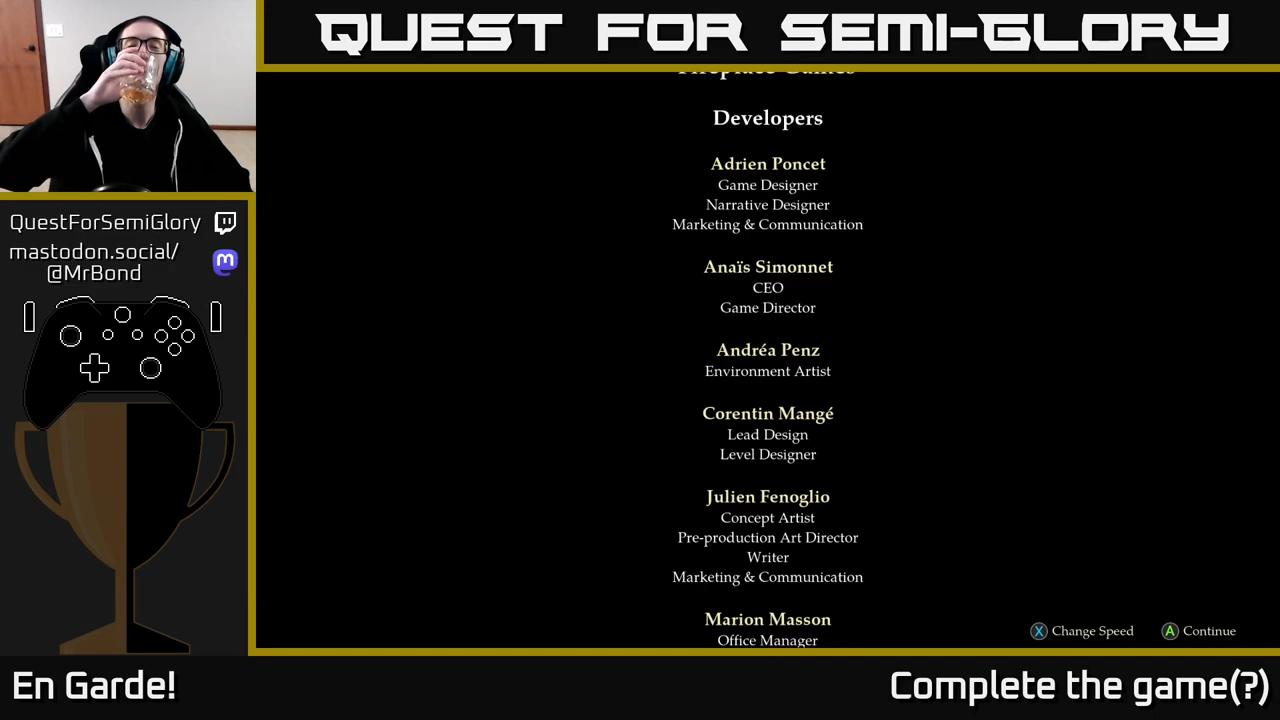 QUEST FOR SEMI-GLORY
QuestForSemiGlory
mastodon.social/
@MrBond
Fireplace Games
Developers
Adrien Poncet
Game Designer
Narrative Designer
Marketing & Communication
Anaïs Simonnet
CEO
Game Director
Andréa Penz
Environment Artist
Corentin Mangé
Lead Design
Level Designer
Julien Fenoglio
Concept Artist
Pre-production Art Director
Writer
Marketing & Communication
Marion Masson
Office Manager
X Change Speed
A Continue
En Garde!
Complete the game(?)